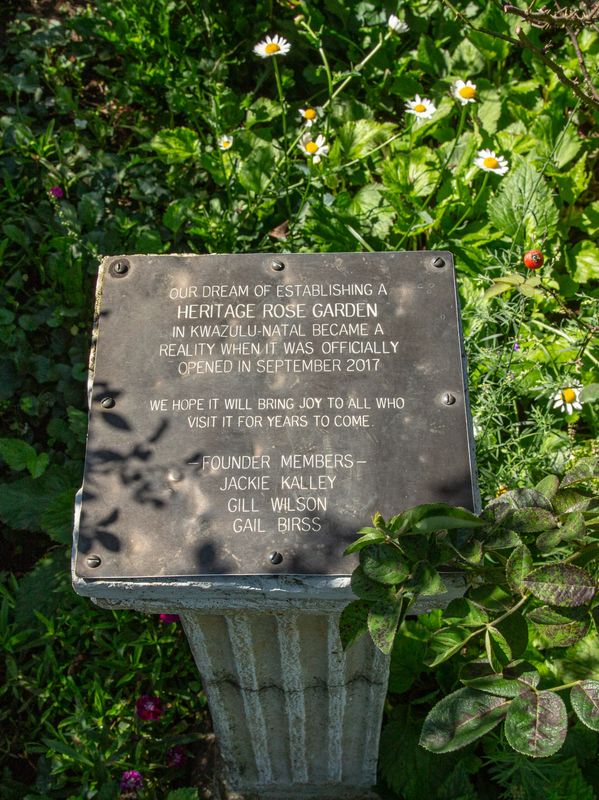 OUR DREAM OF ESTABLISHING A
HERITAGE ROSE GARDEN
IN KWAZULU-NATAL BECAME A
REALITY WHEN IT WAS OFFICIALLY
OPENED IN SEPTEMBER 2017
WE HOPE IT WILL BRING JOY TO ALL WHO
VISIT IT FOR YEARS TO COME.
—FOUNDER MEMBERS—
JACKIE KALLEY
GILL WILSON
GAIL BIRSS